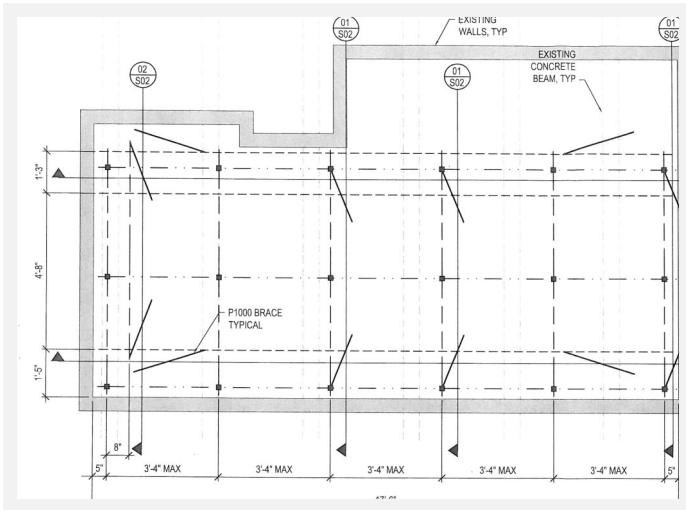 01
S02
EXISTING
WALLS, TYP
01
S02
02
S02
01
S02
EXISTING
CONCRETE
BEAM, TYP
1'-3"
4'-8"
P1000 BRACE
TYPICAL
1'-5"
8"
5"
3'-4" MAX
3'-4" MAX
3'-4" MAX
3'-4" MAX
3'-4" MAX
5"